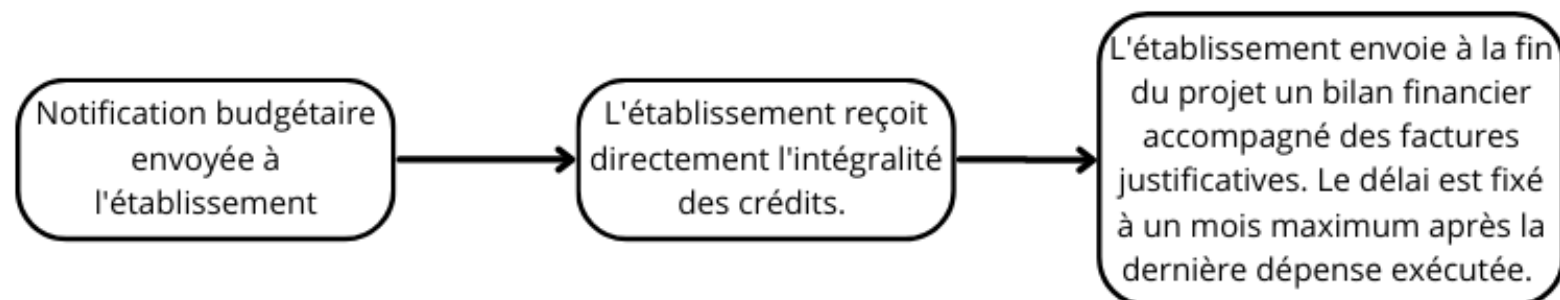 Notification budgétaire
envoyée à
l'établissement
L'établissement reçoit
directement l'intégralité
des crédits.
L'établissement envoie à la fin
du projet un bilan financier
accompagné des factures
justificatives. Le délai est fixé
à un mois maximum après la
dernière dépense exécutée.